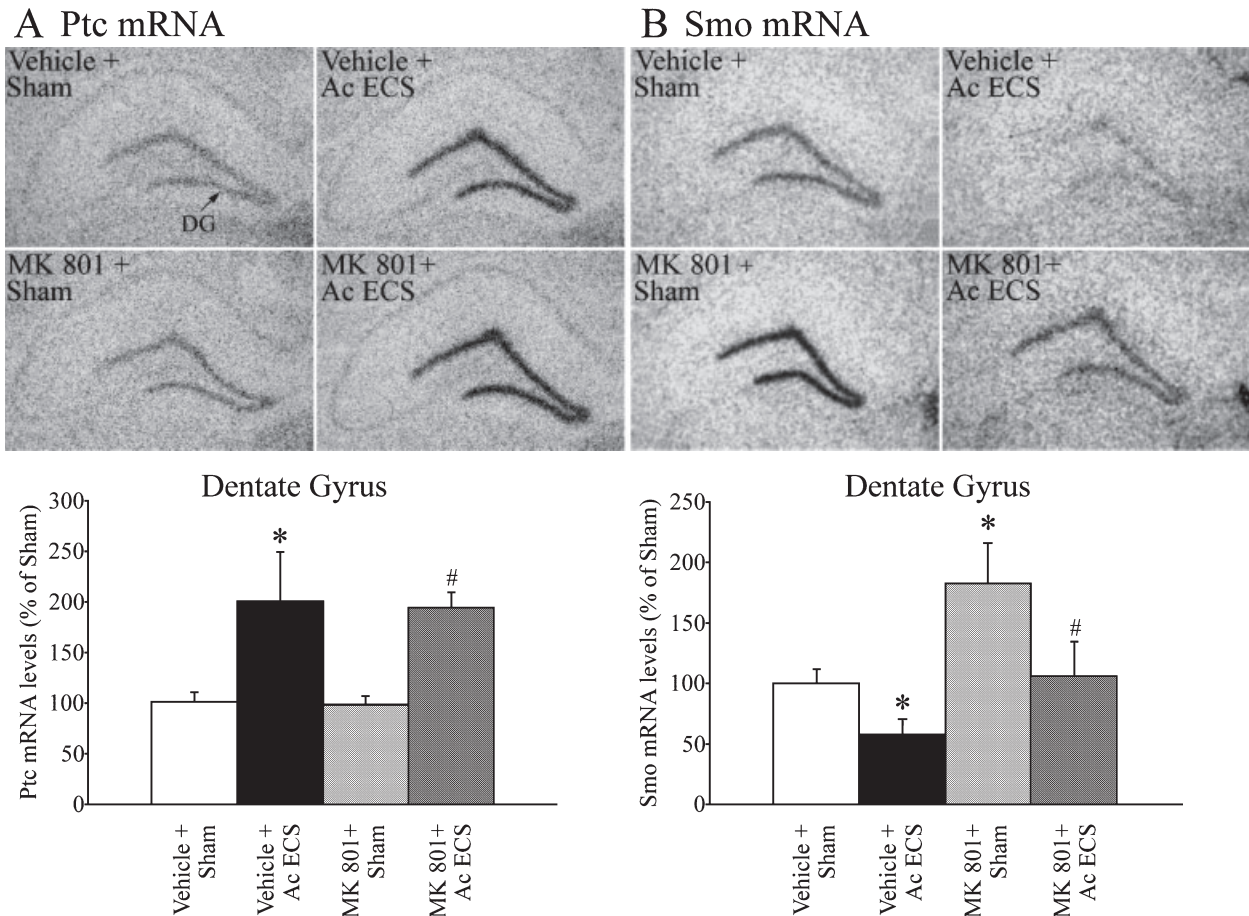 A Ptc mRNA
B Smo mRNA
Vehicle +
Sham
Vehicle +
Ac ECS
Vehicle +
Sham
Vehicle +
Ac ECS
DG
MK 801 +
Sham
MK 801+
Ac ECS
MK 801+
Sham
MK 801+
Ac ECS
Dentate Gyrus
Ptc mRNA levels (% of Sham)
300
250
200
150
100
50
0
*
#
Vehicle +
Sham
Vehicle +
Ac ECS
MK 801+
Sham
MK 801+
Ac ECS
Dentate Gyrus
Smo mRNA levels (% of Sham)
250
200
150
100
50
0
*
*
#
Vehicle +
Sham
Vehicle +
Ac ECS
MK 801+
Sham
MK 801+
Ac ECS